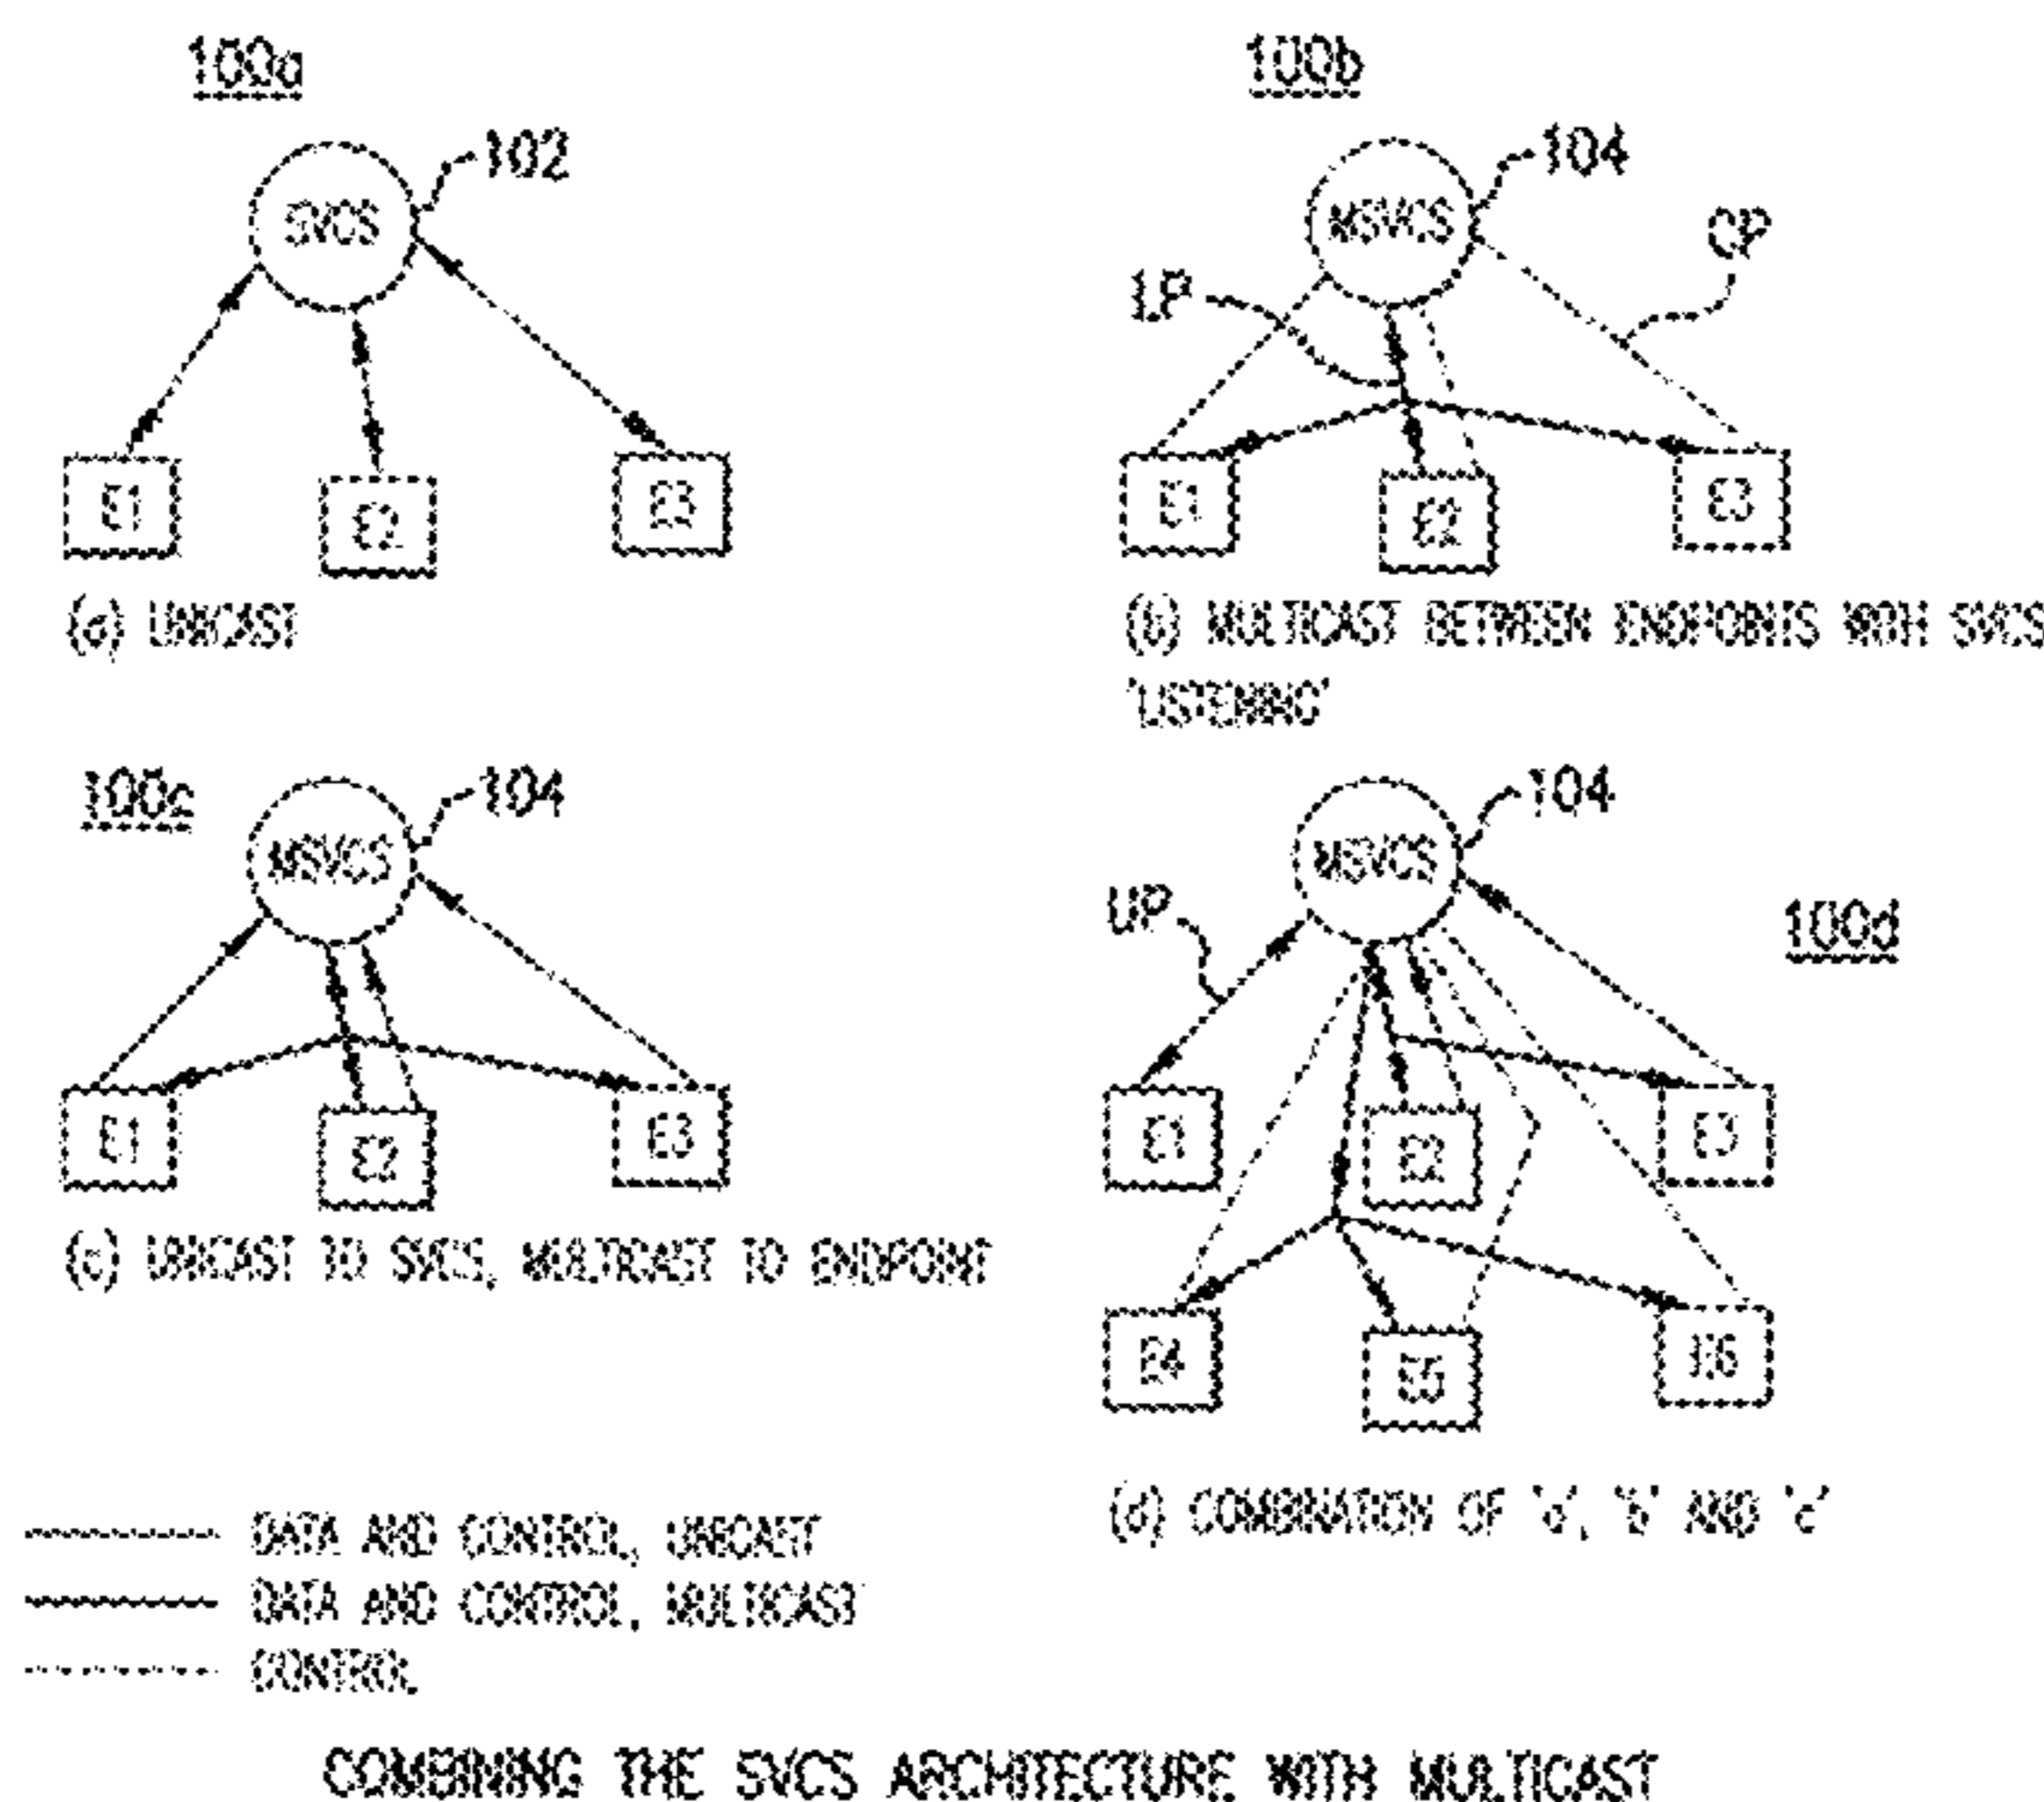 100a
102
SVCS
E1
E2
E3
(a) UNICAST
100b
104
MSVCS
CP
LP
E1
E2
E3
(b) MULTICAST BETWEEN ENDPOINTS WITH SVCS
'LISTENING'
100c
104
MSVCS
E1
E2
E3
(c) UNICAST TO SVCS, MULTICAST TO ENDPOINT
104
MSVCS
UP
100d
E1
E2
E3
E4
E5
E6
(d) COMBINATION OF 'a', 'b' AND 'c'
DATA AND CONTROL, UNICAST
DATA AND CONTROL, MULTICAST
CONTROL
COMBINING THE SVCS ARCHITECTURE WITH MULTICAST